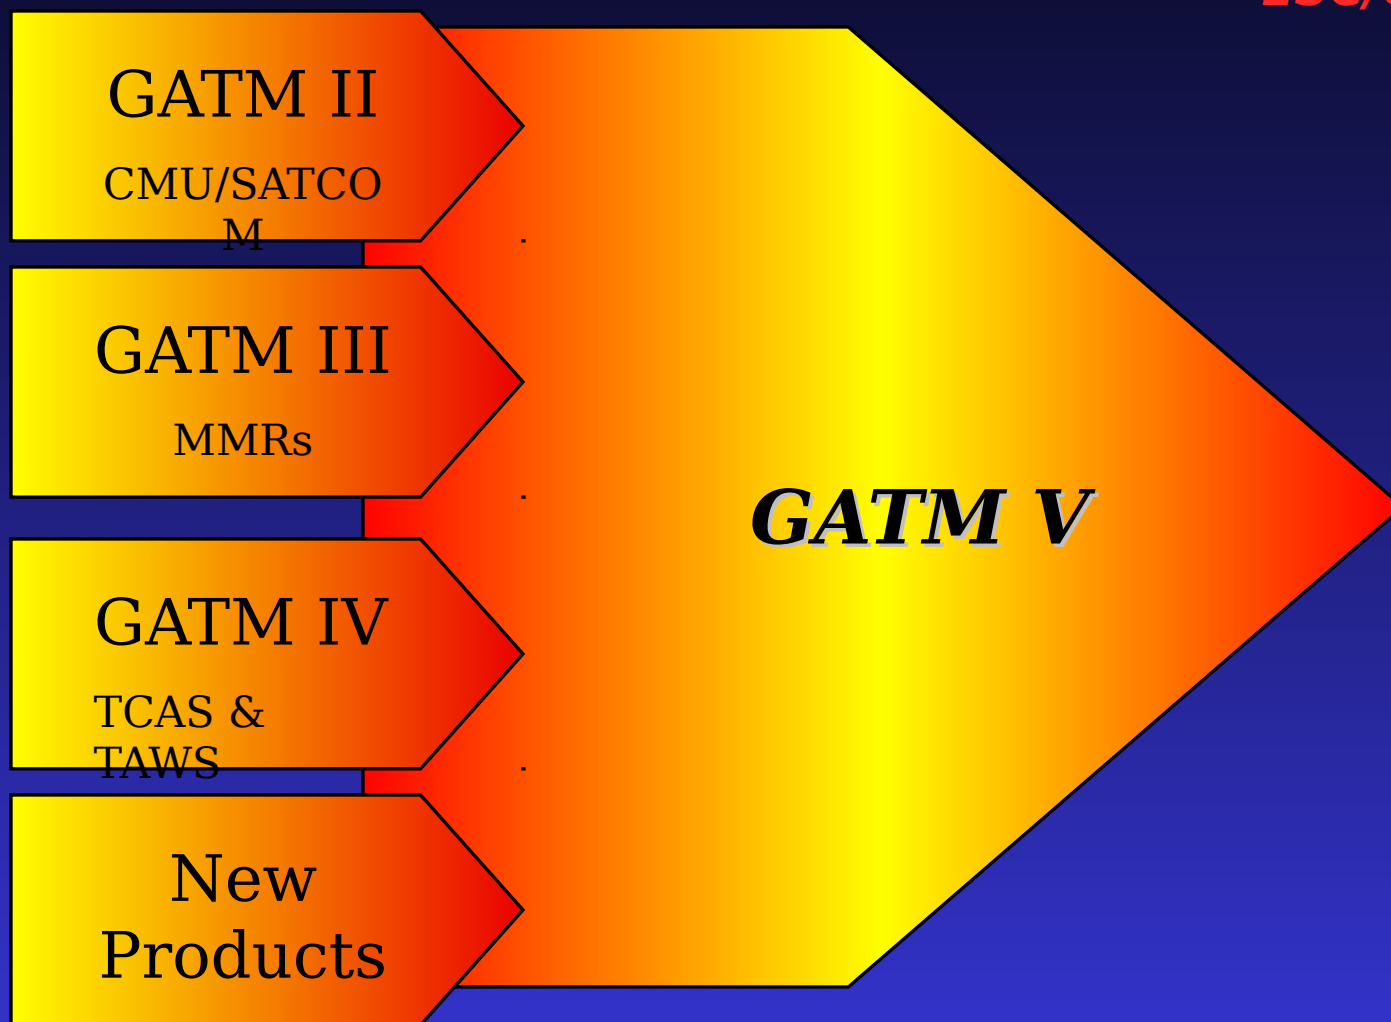 GATM II
CMU/SATCO
M
GATM III
MMRs
GATM V
GATM IV
TCAS &
TAWS
New
Products